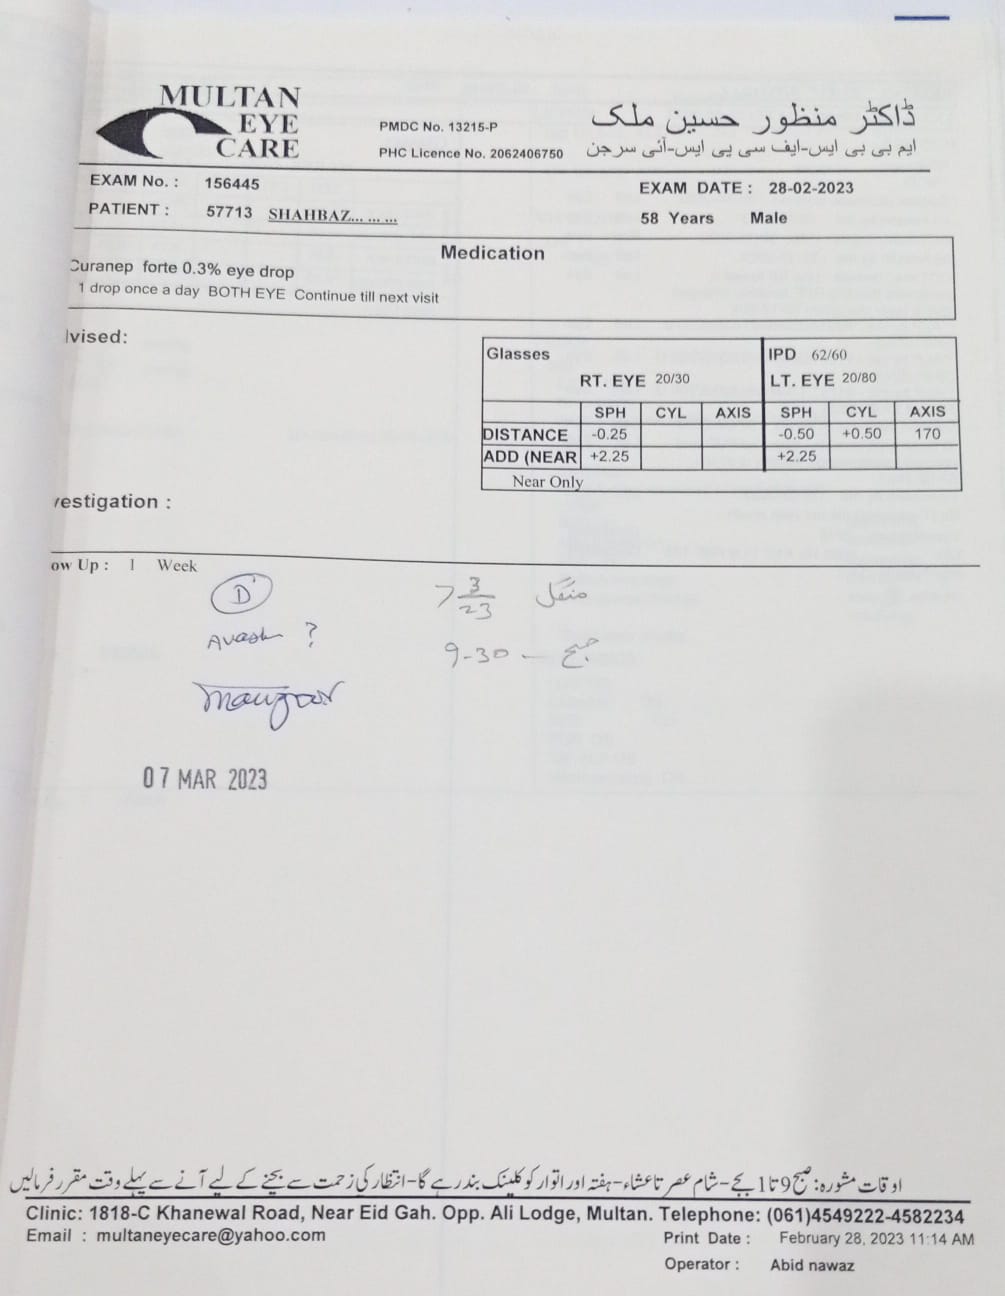 MULTAN
EYE
CARE
PMDC No. 13215-P
PHC Licence No. 2062406750
ڈاکٹر منظور حسین ملک
ایم بی بی ایس-ایف سی پی ایس-آئی سرجن
EXAM No. : 156445
EXAM DATE : 28-02-2023
PATIENT : 57713 SHAHBAZ... ... ...
58 Years Male
Medication
Curanep forte 0.3% eye drop
1 drop once a day BOTH EYE Continue till next visit
lvised:
Glasses IPD 62/60
RT. EYE 20/30 LT. EYE 20/80
SPH CYL AXIS SPH CYL AXIS
DISTANCE -0.25 -0.50 +0.50 170
ADD (NEAR +2.25 +2.25
Near Only
vestigation :
ow Up : 1 Week
D
7 3/23 منگل
?
9-30 — صبح
07 MAR 2023
اوقات مشورہ: صبح 9 تا 1 بجے-شام عصر تا عشاء-ہفتہ اور اتوار کو کلینک بند رہے گا-انتظار کی زحمت سے بچنے کے لیے آنے سے پہلے وقت مقرر فرمالیں
Clinic: 1818-C Khanewal Road, Near Eid Gah. Opp. Ali Lodge, Multan. Telephone: (061)4549222-4582234
Email : multaneyecare@yahoo.com
Print Date : February 28, 2023 11:14 AM
Operator : Abid nawaz